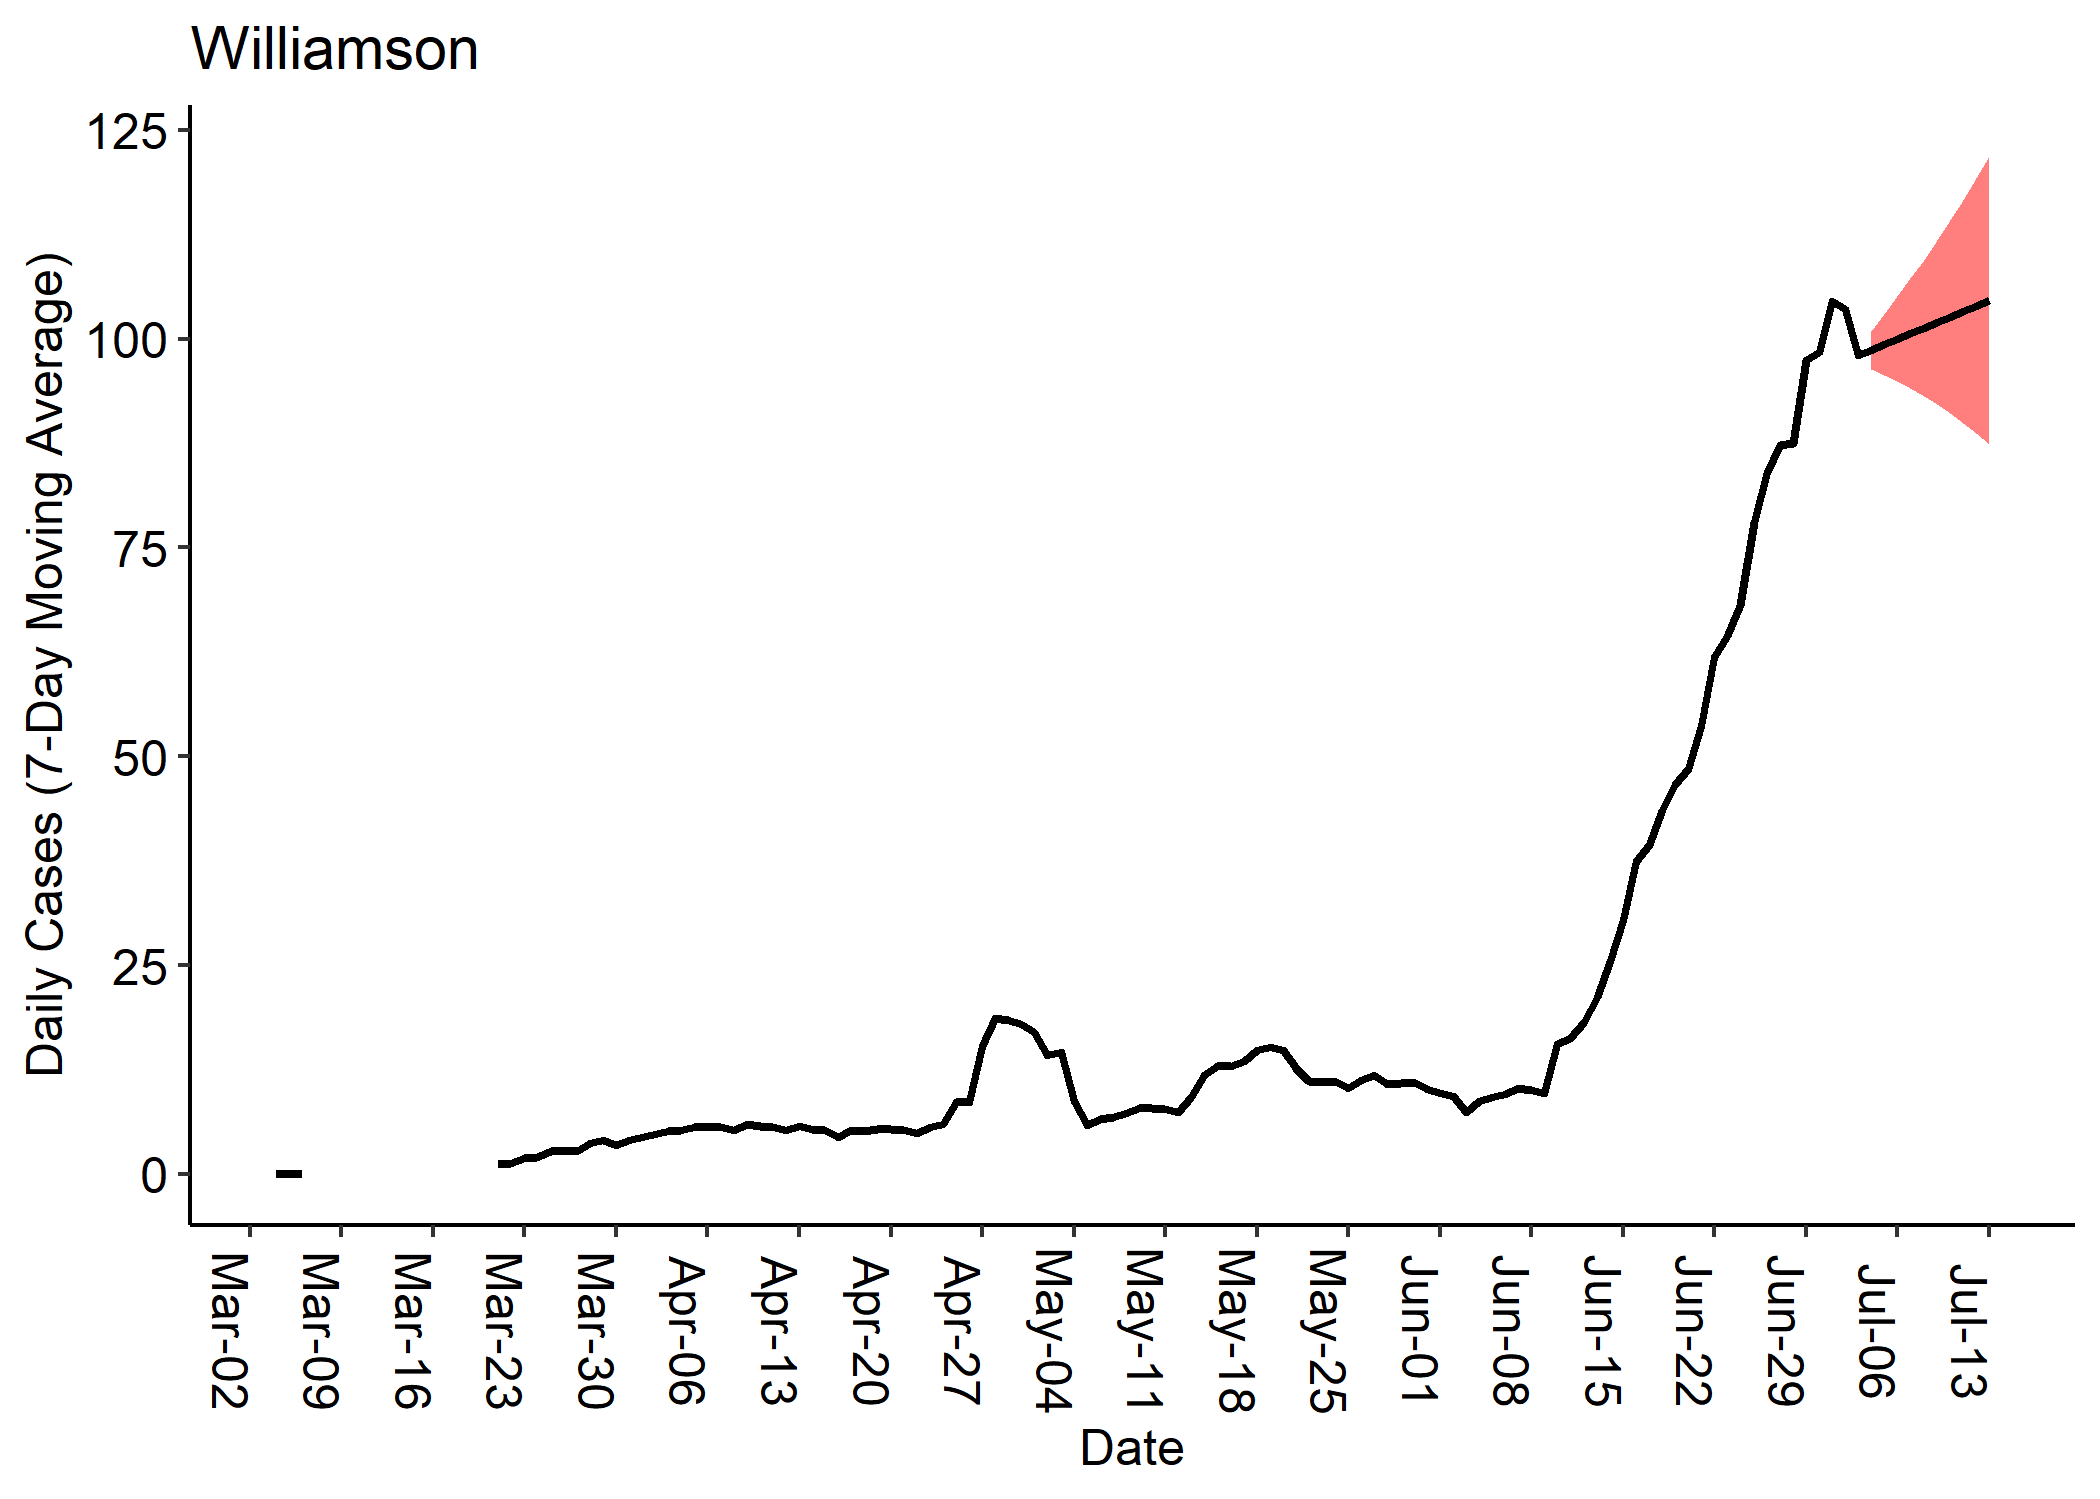 Williamson
Daily Cases (7-Day Moving Average)
125
100
75
50
25
0
Mar-02
Mar-09
Mar-16
Mar-23
Mar-30
Apr-06
Apr-13
Apr-20
Apr-27
May-04
May-11
May-18
May-25
Jun-01
Jun-08
Jun-15
Jun-22
Jun-29
Jul-06
Jul-13
Date